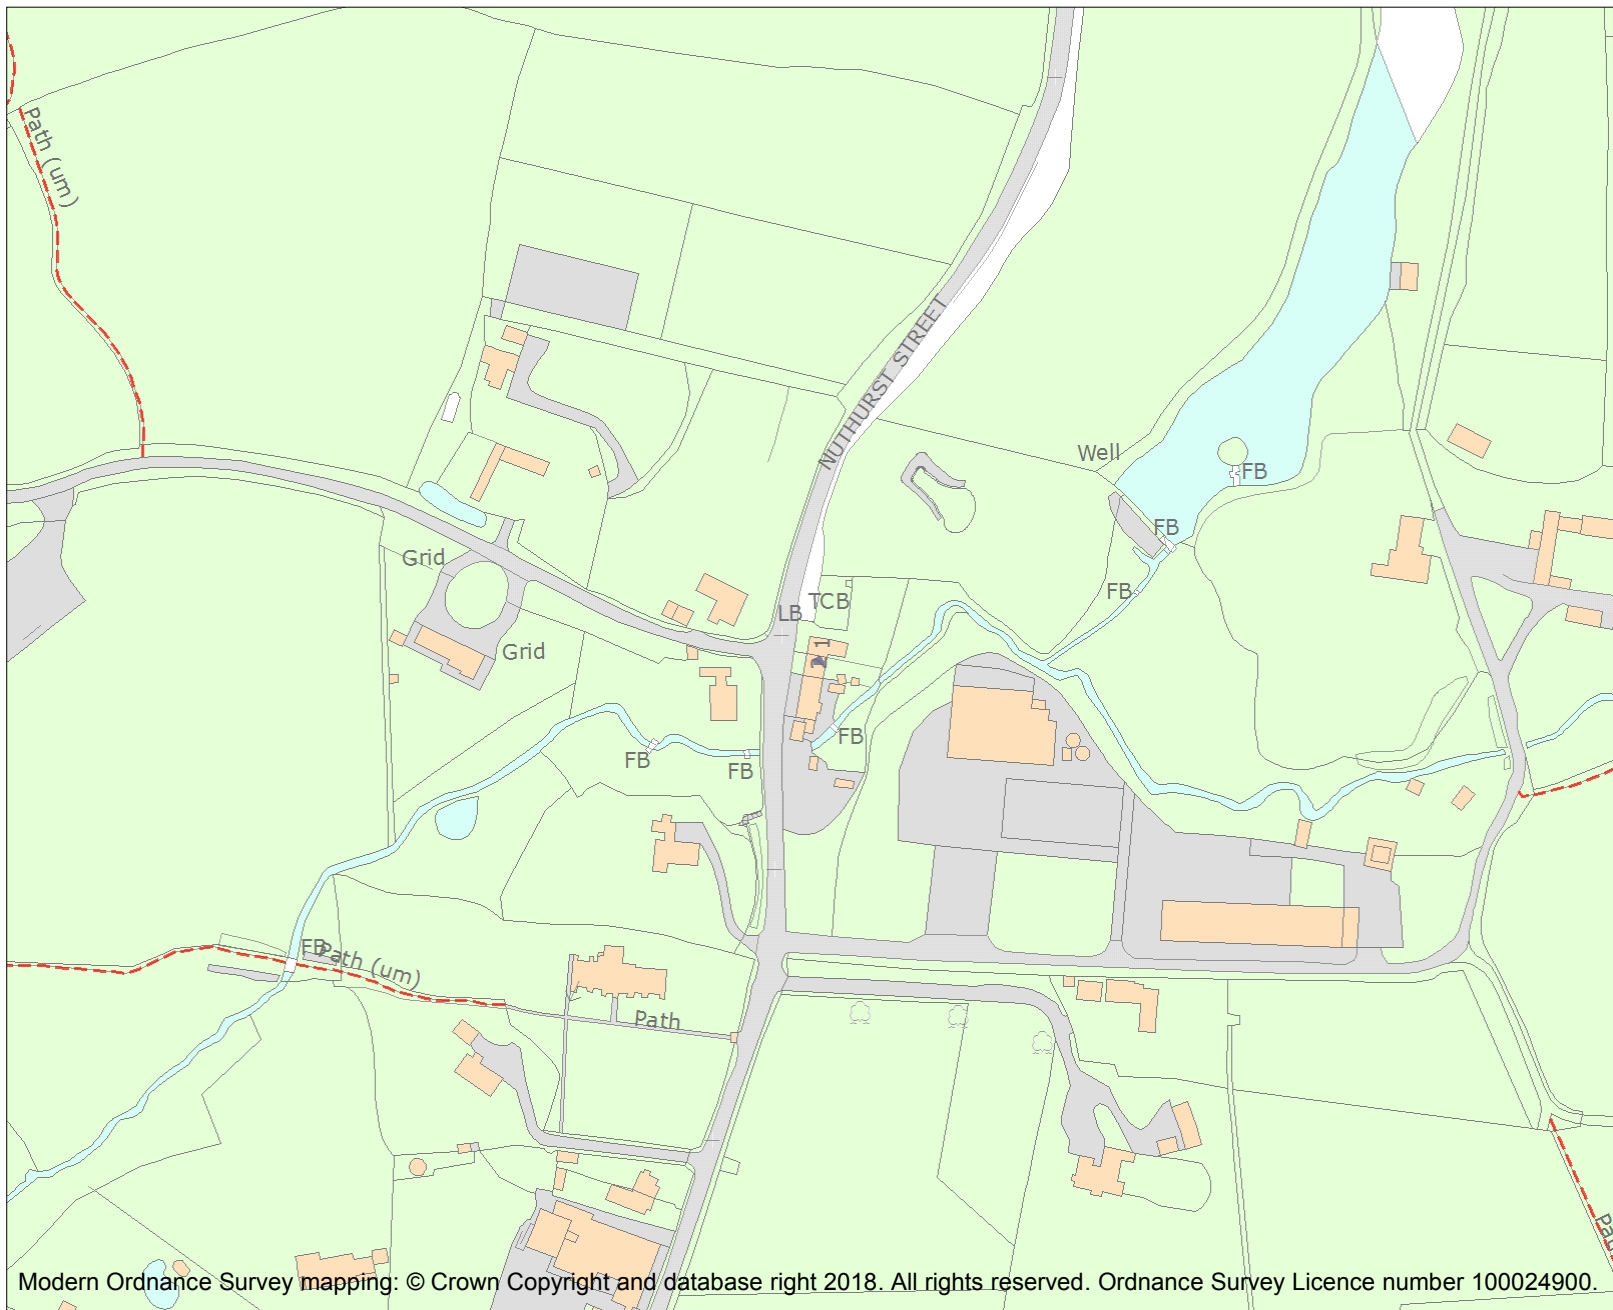 Path (um)
NUTHURST STREET
Well
FB
FB
Grid
FB
TCB
LB
1
Grid
FB
FB
FB
FB
Path (um)
Path
Modern Ordnance Survey mapping: © Crown Copyright and database right 2018. All rights reserved. Ordnance Survey Licence number 100024900.